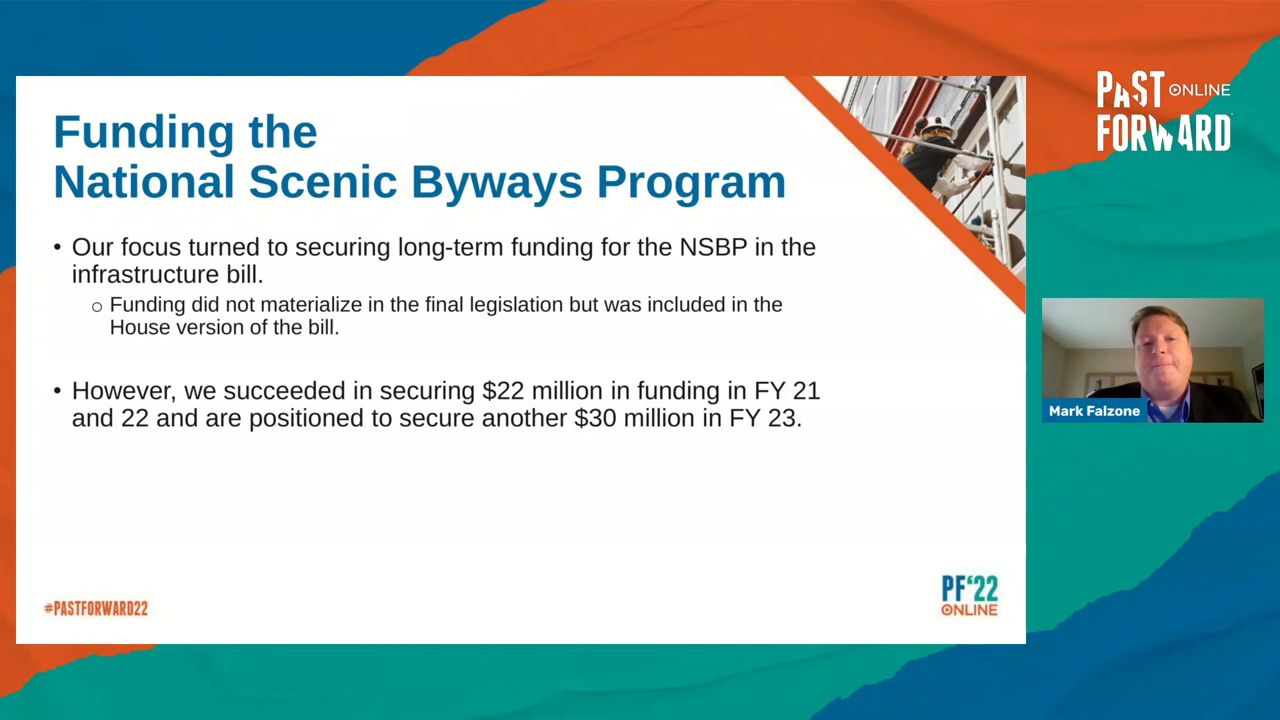 Funding the
National Scenic Byways Program
• Our focus turned to securing long-term funding for the NSBP in the
infrastructure bill.
o Funding did not materialize in the final legislation but was included in the
House version of the bill.
• However, we succeeded in securing $22 million in funding in FY 21
and 22 and are positioned to secure another $30 million in FY 23.
#PASTFORWARD22
PF‘22
ONLINE
PAST ONLINE
FORWARD
Mark Falzone